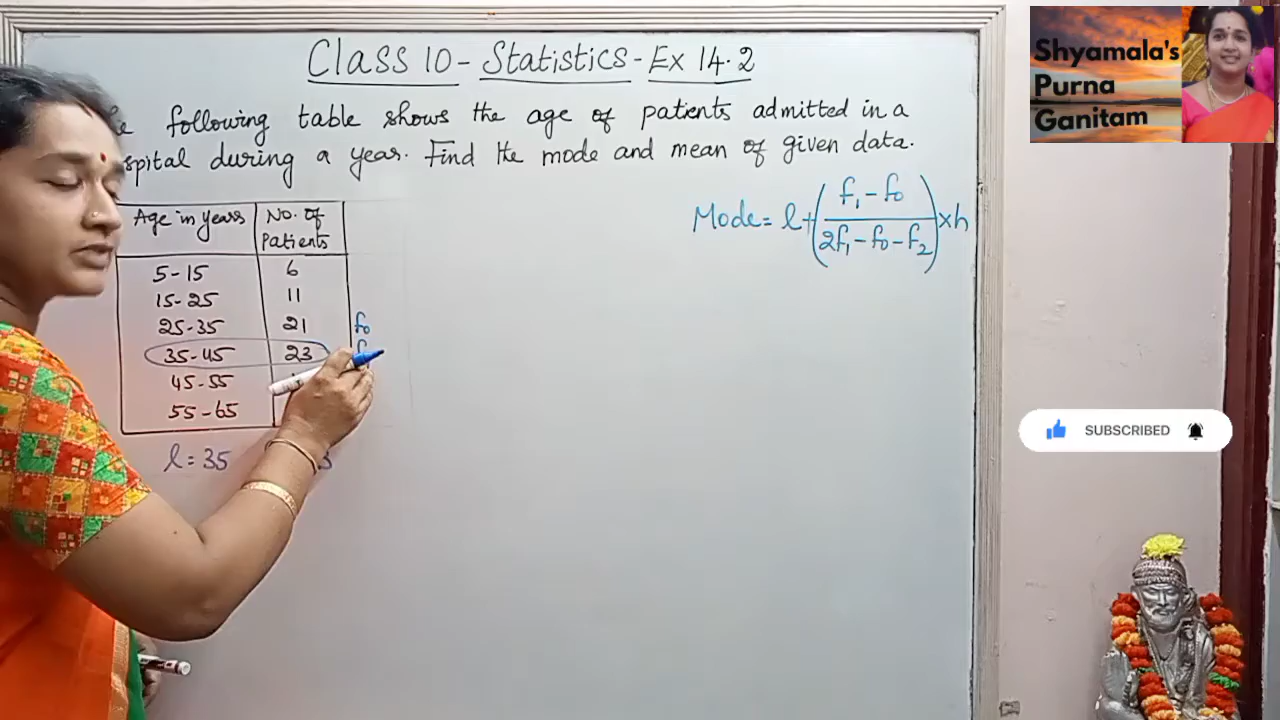 Class 10 - Statistics - Ex 14.2
following table shows the age of patients admitted in a
spital during a year. Find the mode and mean of given data.
Age in years No. of Patients
5-15 6
15-25 11
25-35 21 f0
35-45 23
45-55
55-65
l = 35
Mode = l + (f1 - f0 / 2f1 - f0 - f2) × h
Shyamala's
Purna
Ganitam
SUBSCRIBED